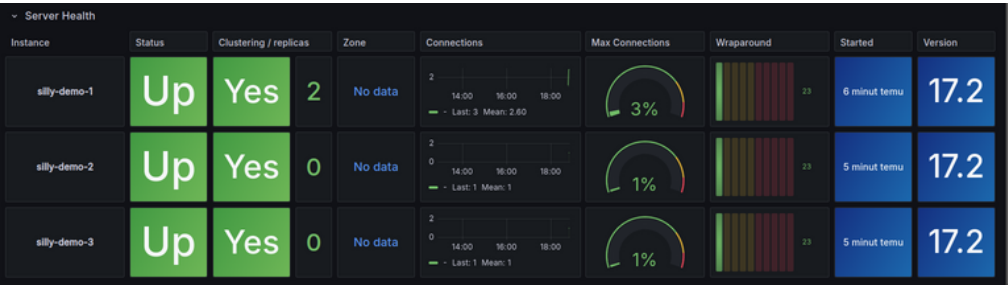 Server Health
Instance Status Clustering / replicas Zone Connections Max Connections Wraparound Started Version
silly-demo-1 Up Yes 2 No data 3% 23 6 minut temu 17.2
2
14:00 16:00 18:00
- Last: 3 Mean: 2.60
silly-demo-2 Up Yes 0 No data 1% 23 5 minut temu 17.2
2
0
14:00 16:00 18:00
- Last: 1 Mean: 1
silly-demo-3 Up Yes 0 No data 1% 23 5 minut temu 17.2
2
0
14:00 16:00 18:00
- Last: 1 Mean: 1